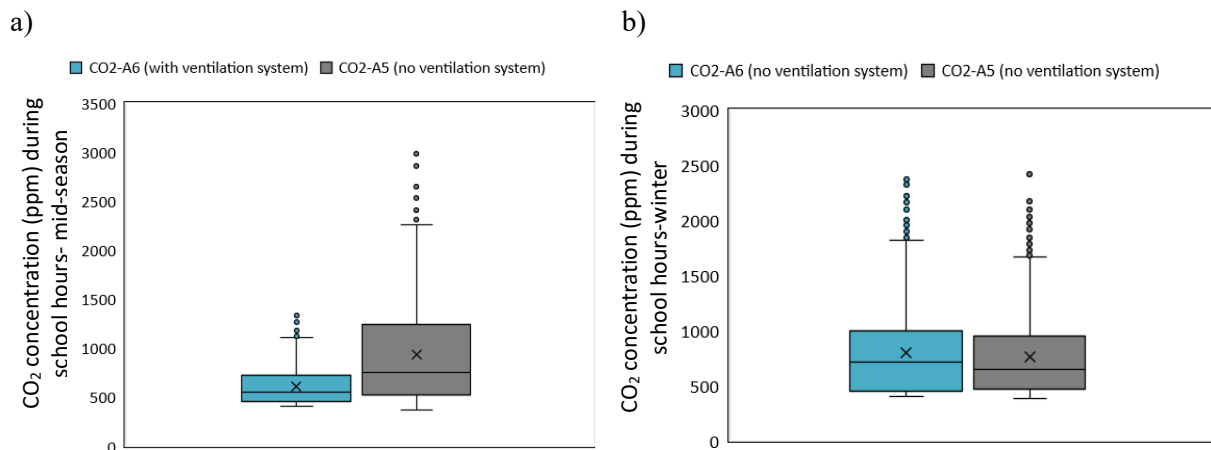 a)
CO2-A6 (with ventilation system) CO2-A5 (no ventilation system)
CO₂ concentration (ppm) during
school hours- mid-season
3500
3000
2500
2000
1500
1000
500
0
b)
CO2-A6 (no ventilation system) CO2-A5 (no ventilation system)
CO₂ concentration (ppm) during
school hours-winter
3000
2500
2000
1500
1000
500
0